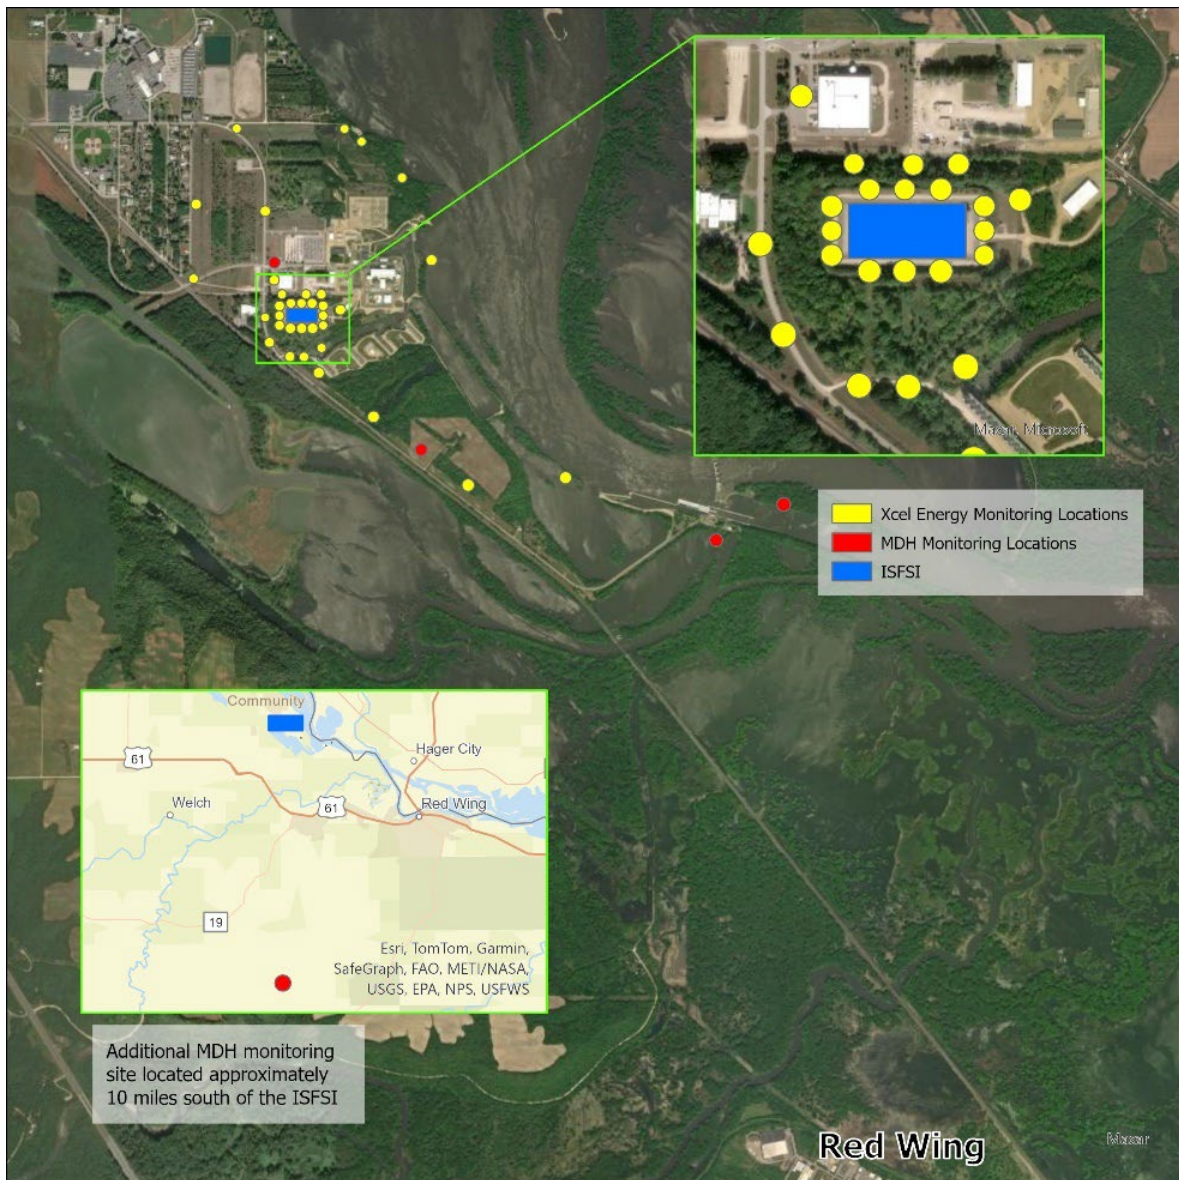 Maxar, Microsoft
Xcel Energy Monitoring Locations
MDH Monitoring Locations
ISFSI
Community
61
Hager City
Welch
61
Red Wing
19
Esri, TomTom, Garmin,
SafeGraph, FAO, METI/NASA,
USGS, EPA, NPS, USFWS
Additional MDH monitoring
site located approximately
10 miles south of the ISFSI
Red Wing
Maxar